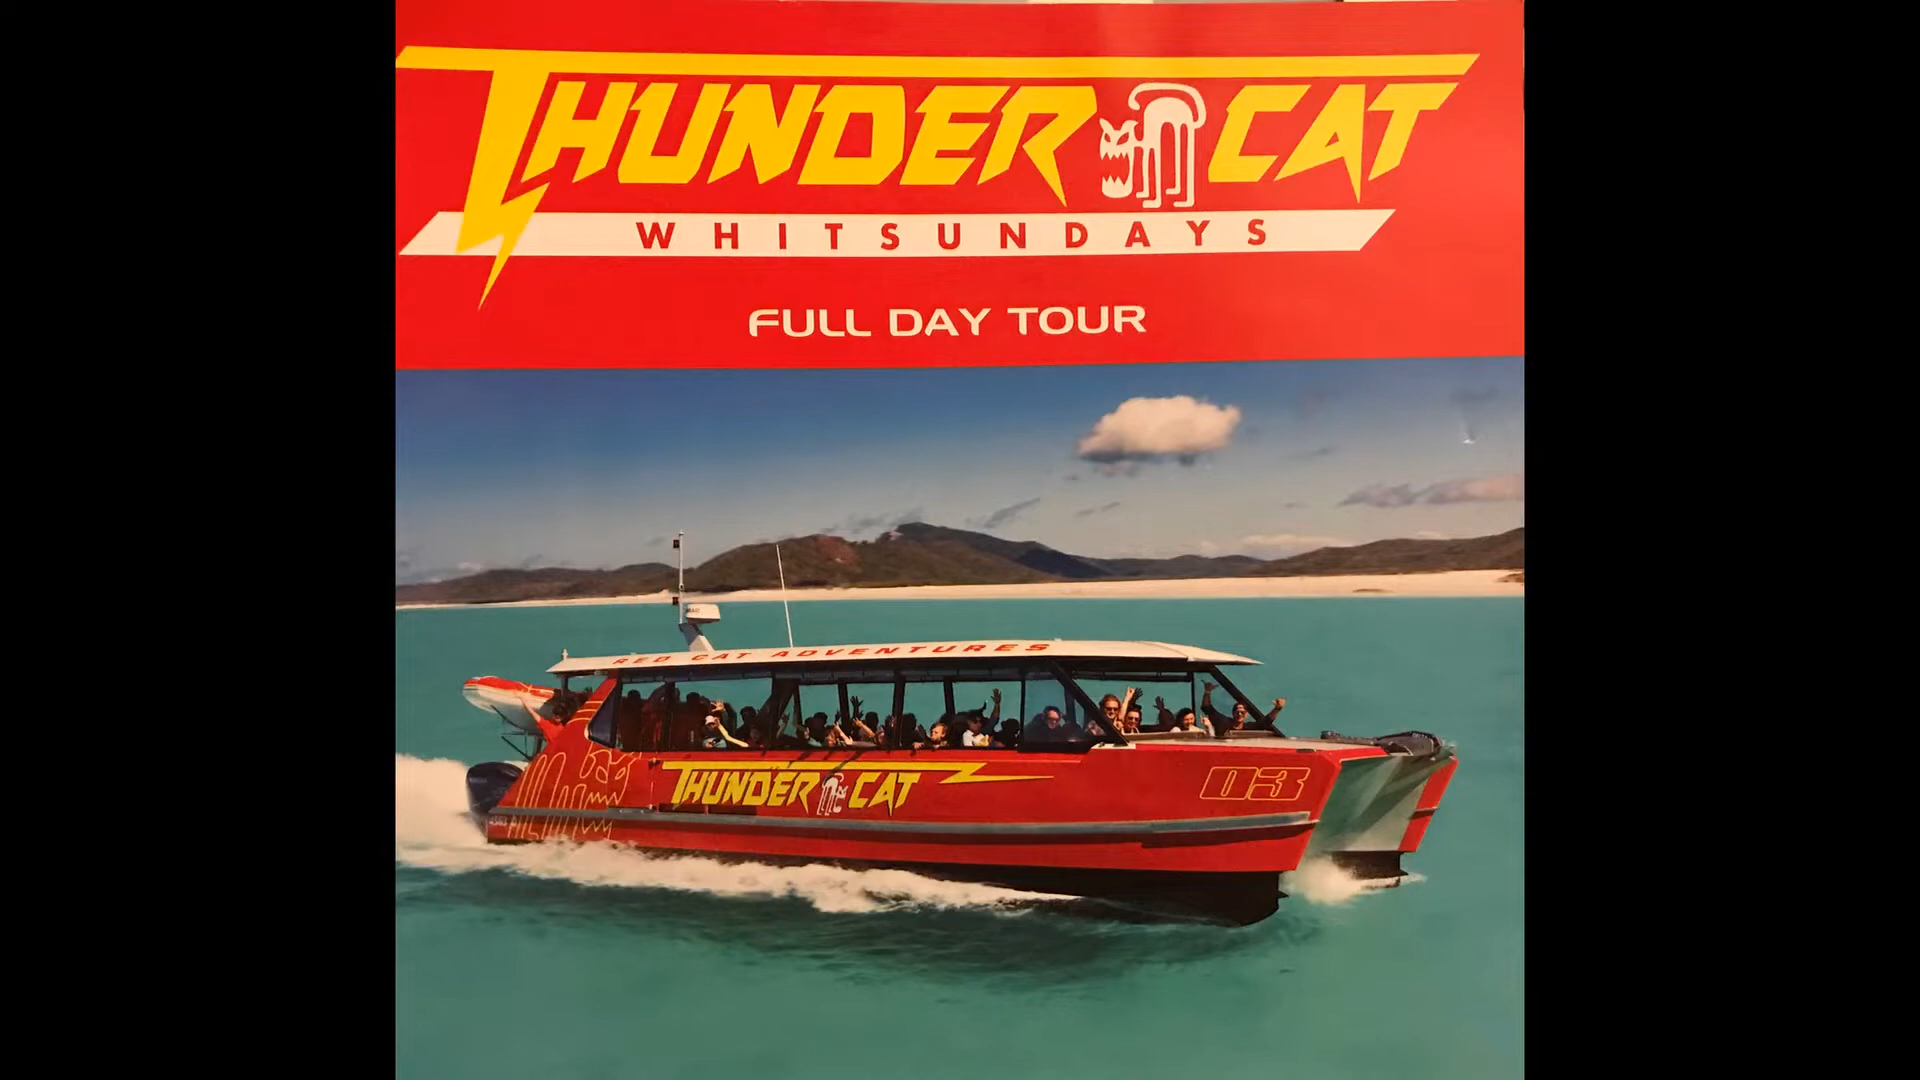 THUNDER CAT
WHITSUNDAYS
FULL DAY TOUR
RED CAT ADVENTURES
THUNDER CAT
03